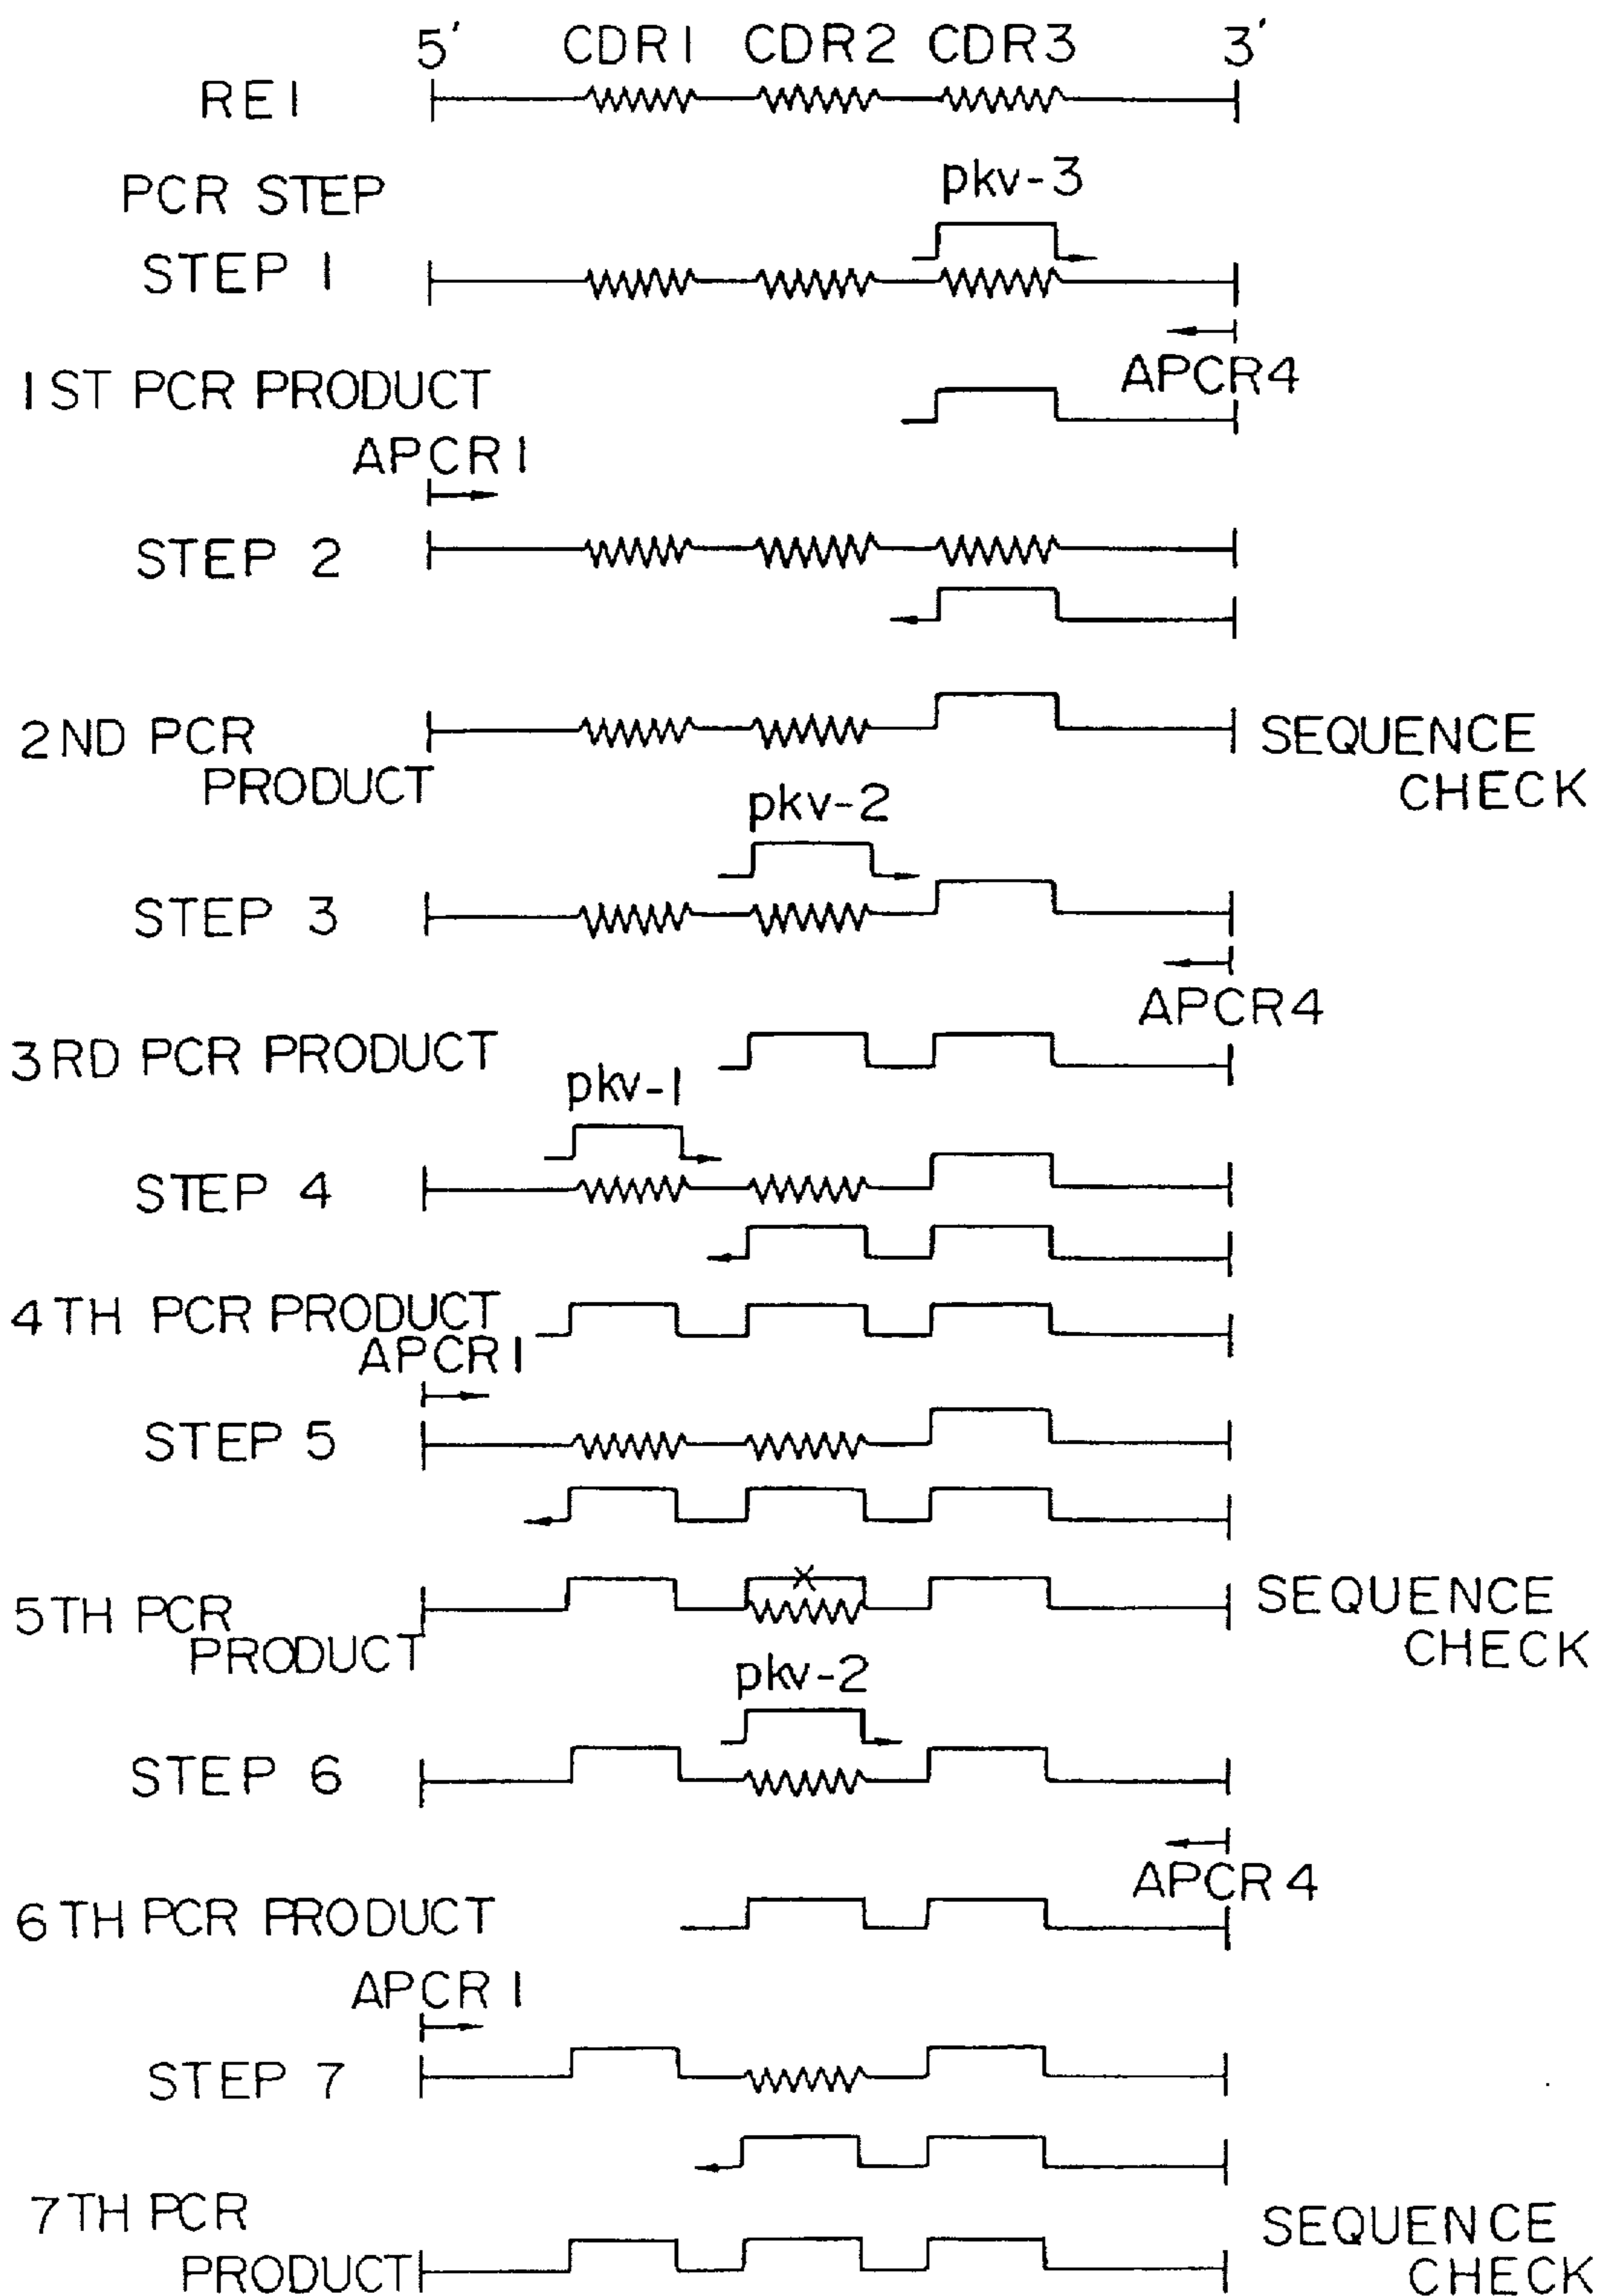 5' CDR1 CDR2 CDR3 3'
REI
PCR STEP
pkv-3
STEP 1
APCR4
1ST PCR PRODUCT
APCR1
STEP 2
2ND PCR PRODUCT
SEQUENCE CHECK
pkv-2
STEP 3
APCR4
3RD PCR PRODUCT
pkv-1
STEP 4
4TH PCR PRODUCT
APCR1
STEP 5
5TH PCR PRODUCT
SEQUENCE CHECK
pkv-2
STEP 6
APCR4
6TH PCR PRODUCT
APCR1
STEP 7
7TH PCR PRODUCT
SEQUENCE CHECK